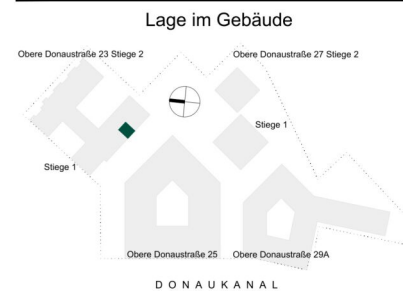 Lage im Gebäude
Obere Donaustraße 23 Stiege 2
Obere Donaustraße 27 Stiege 2
Stiege 1
Stiege 1
Obere Donaustraße 25
Obere Donaustraße 29A
DONAUKANAL